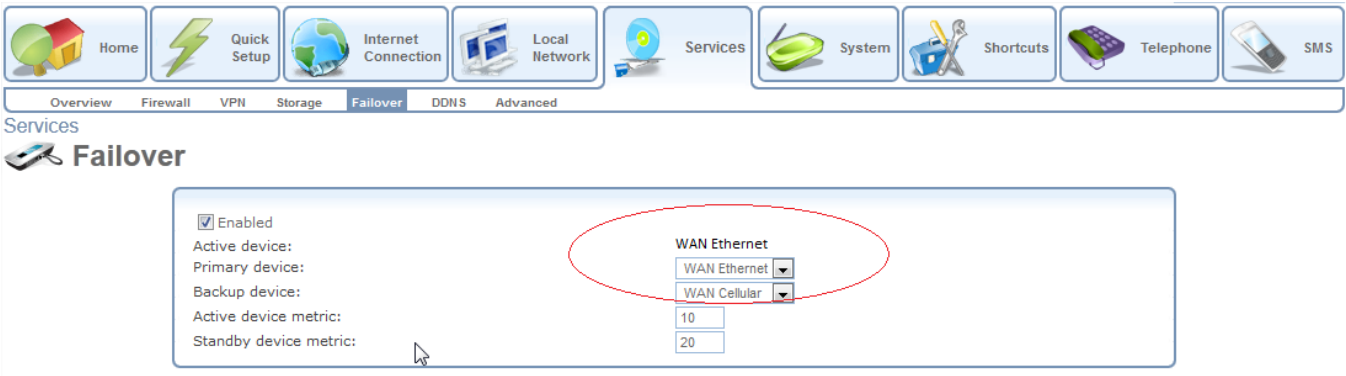 Home
Quick Setup
Internet Connection
Local Network
Services
System
Shortcuts
Telephone
SMS
Overview Firewall VPN Storage Failover DDNS Advanced
Services
Failover
Enabled
Active device: WAN Ethernet
Primary device: WAN Ethernet
Backup device: WAN Cellular
Active device metric: 10
Standby device metric: 20